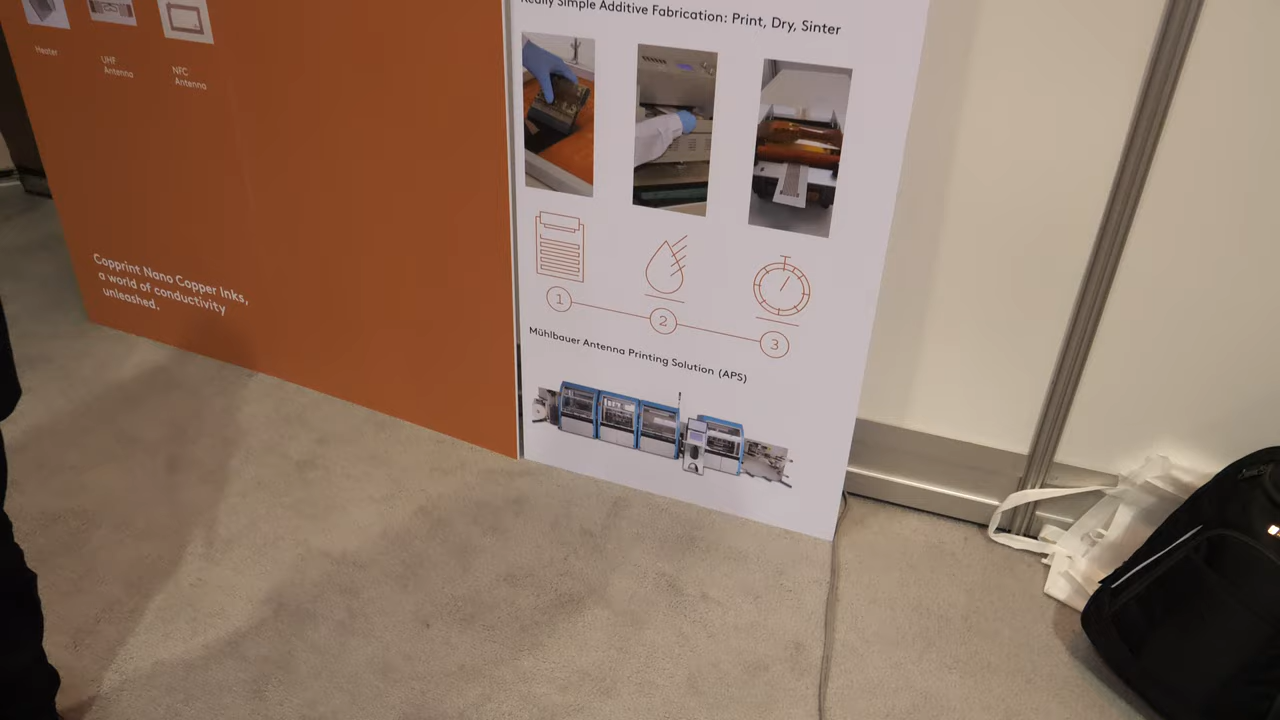 Heater
UHF
Antenna
NFC
Antenna
Copprint Nano Copper Inks,
a world of conductivity
unleashed.
Really Simple Additive Fabrication: Print, Dry, Sinter
1
2
3
Mühlbauer Antenna Printing Solution (APS)